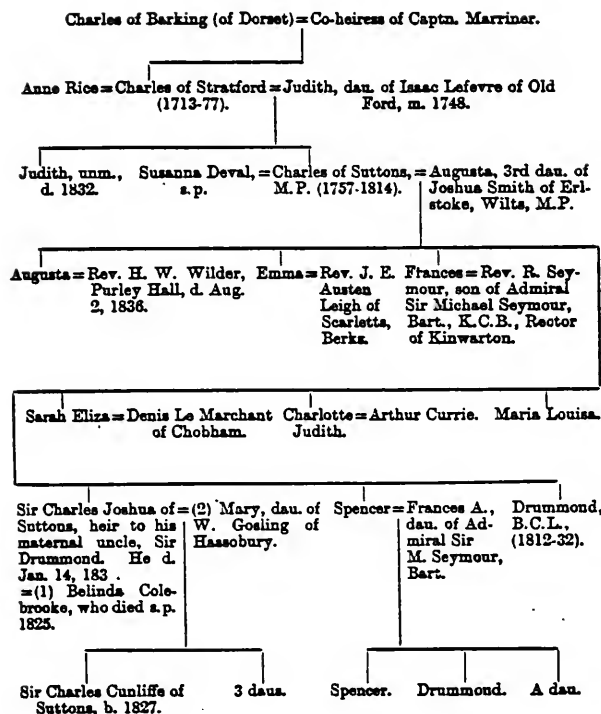 Charles of Barking (of Dorset)=Co-heiress of Captn. Marriner.
Anne Rice=Charles of Stratford=Judith, dau. of Isaac Lefevre of Old
(1713-77). Ford, m. 1748.
Judith, unm., Susanna Deval,=Charles of Suttons,=Augusta, 3rd dau. of
d. 1832. s.p. M.P. (1757-1814). Joshua Smith of Erl-
stoke, Wilts, M.P.
Augusta=Rev. H. W. Wilder, Emma=Rev. J. E. Frances=Rev. R. Sey-
Purley Hall, d. Aug. Austen mour, son of Admiral
2, 1836. Leigh of Sir Michael Seymour,
Scarletts, Bart., K.C.B., Rector
Berks. of Kinwarton.
Sarah Eliza=Denis Le Marchant Charlotte=Arthur Currie. Maria Louisa.
of Chobham. Judith.
Sir Charles Joshua of=(2) Mary, dau. of Spencer=Frances A., Drummond,
Suttons, heir to his W. Gosling of dau. of Ad- B.C.L.,
maternal uncle, Sir Hassobury. miral Sir (1812-32).
Drummond. He d. M. Seymour,
Jan. 14, 183 . Bart.
=(1) Belinda Cole-
brooke, who died s.p.
1825.
Sir Charles Cunliffe of 3 daus. Spencer. Drummond. A dau.
Suttons, b. 1827.